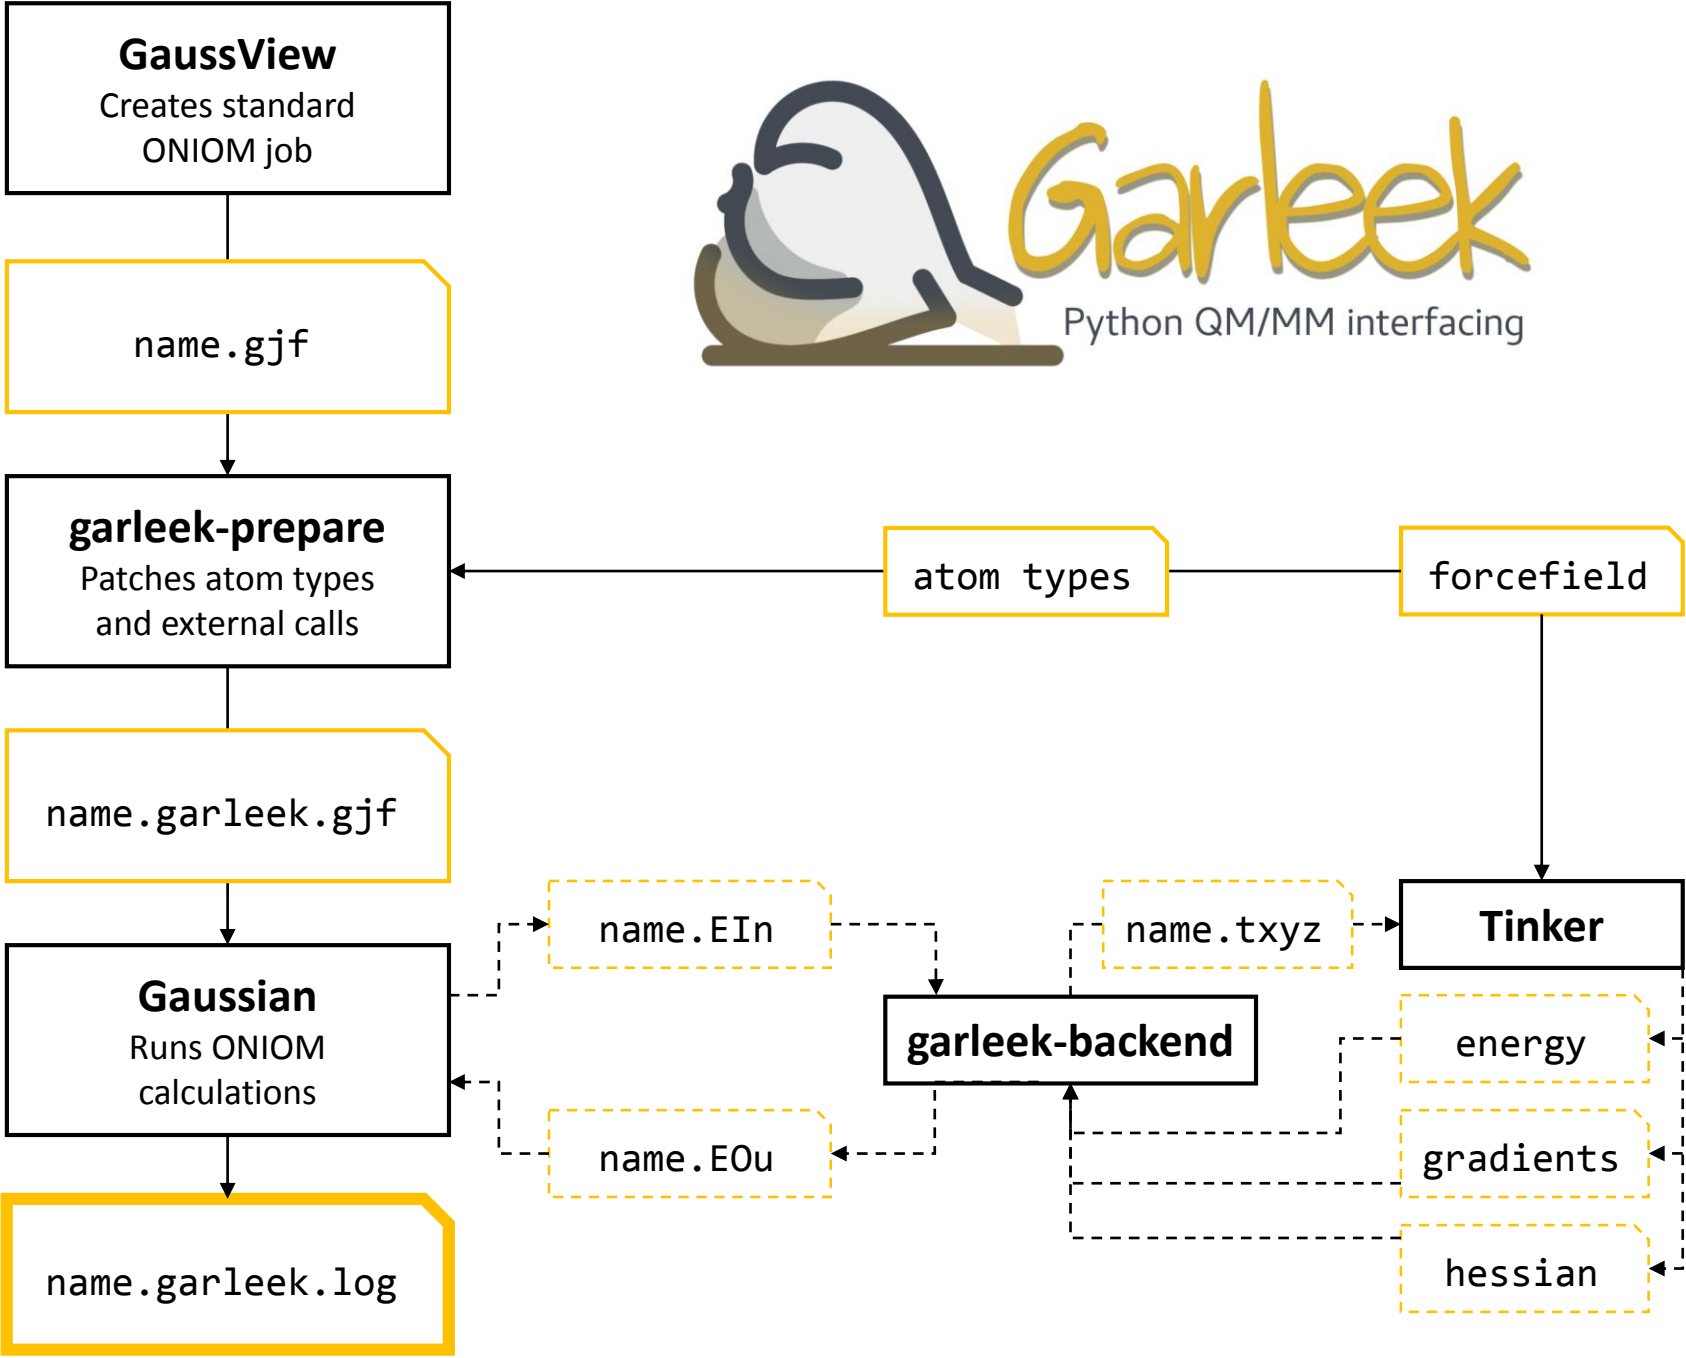 GaussView
Creates standard
ONIOM job
Garleek
Python QM/MM interfacing
name.gjf
garleek-prepare
Patches atom types
and external calls
atom types
forcefield
name.garleek.gjf
name.EIn
name.txyz
Tinker
Gaussian
Runs ONIOM
calculations
garleek-backend
energy
name.EOu
gradients
name.garleek.log
hessian